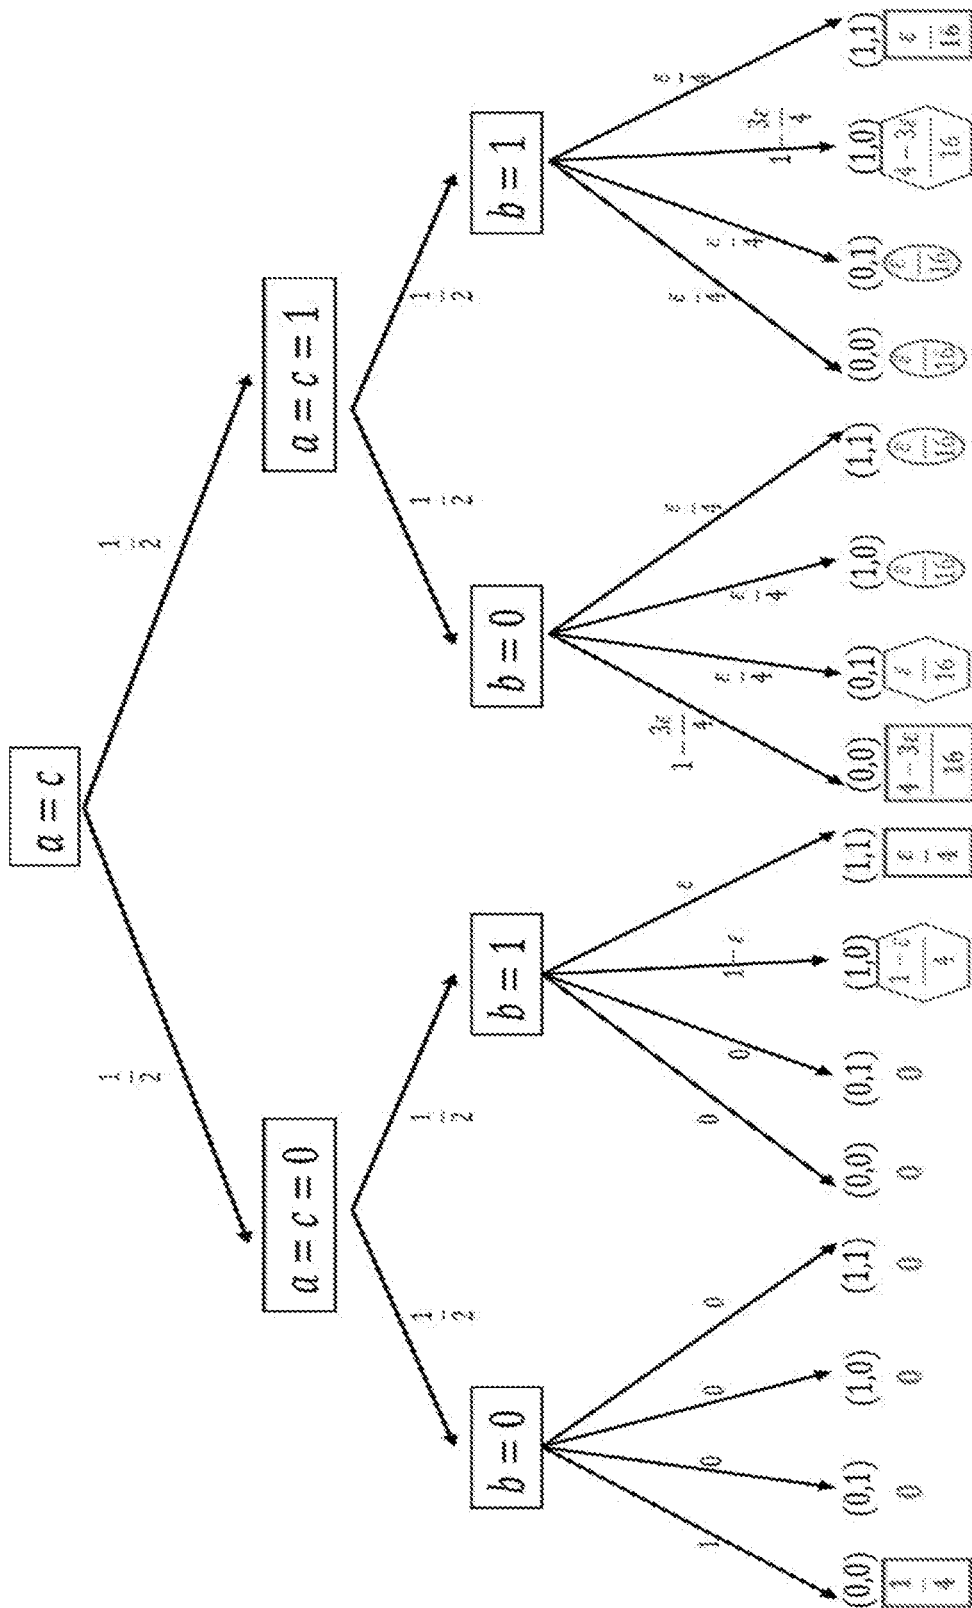 a = c
1/2 1/2
a = c = 0 a = c = 1
1/2 1/2 1/2 1/2
b = 0 b = 1 b = 0 b = 1
1 0 0 0 0 0 1−ε ε 1−3ε/4 ε/4 ε/4 ε/4 ε/4 ε/4 1−3ε/4 ε/4
(0,0) (0,1) (1,0) (1,1) (0,0) (0,1) (1,0) (1,1) (0,0) (0,1) (1,0) (1,1) (0,0) (0,1) (1,0) (1,1)
1/4 0 0 0 0 0 1−ε/4 ε/4 4−3ε/16 ε/16 ε/16 ε/16 ε/16 ε/16 4−3ε/16 ε/16